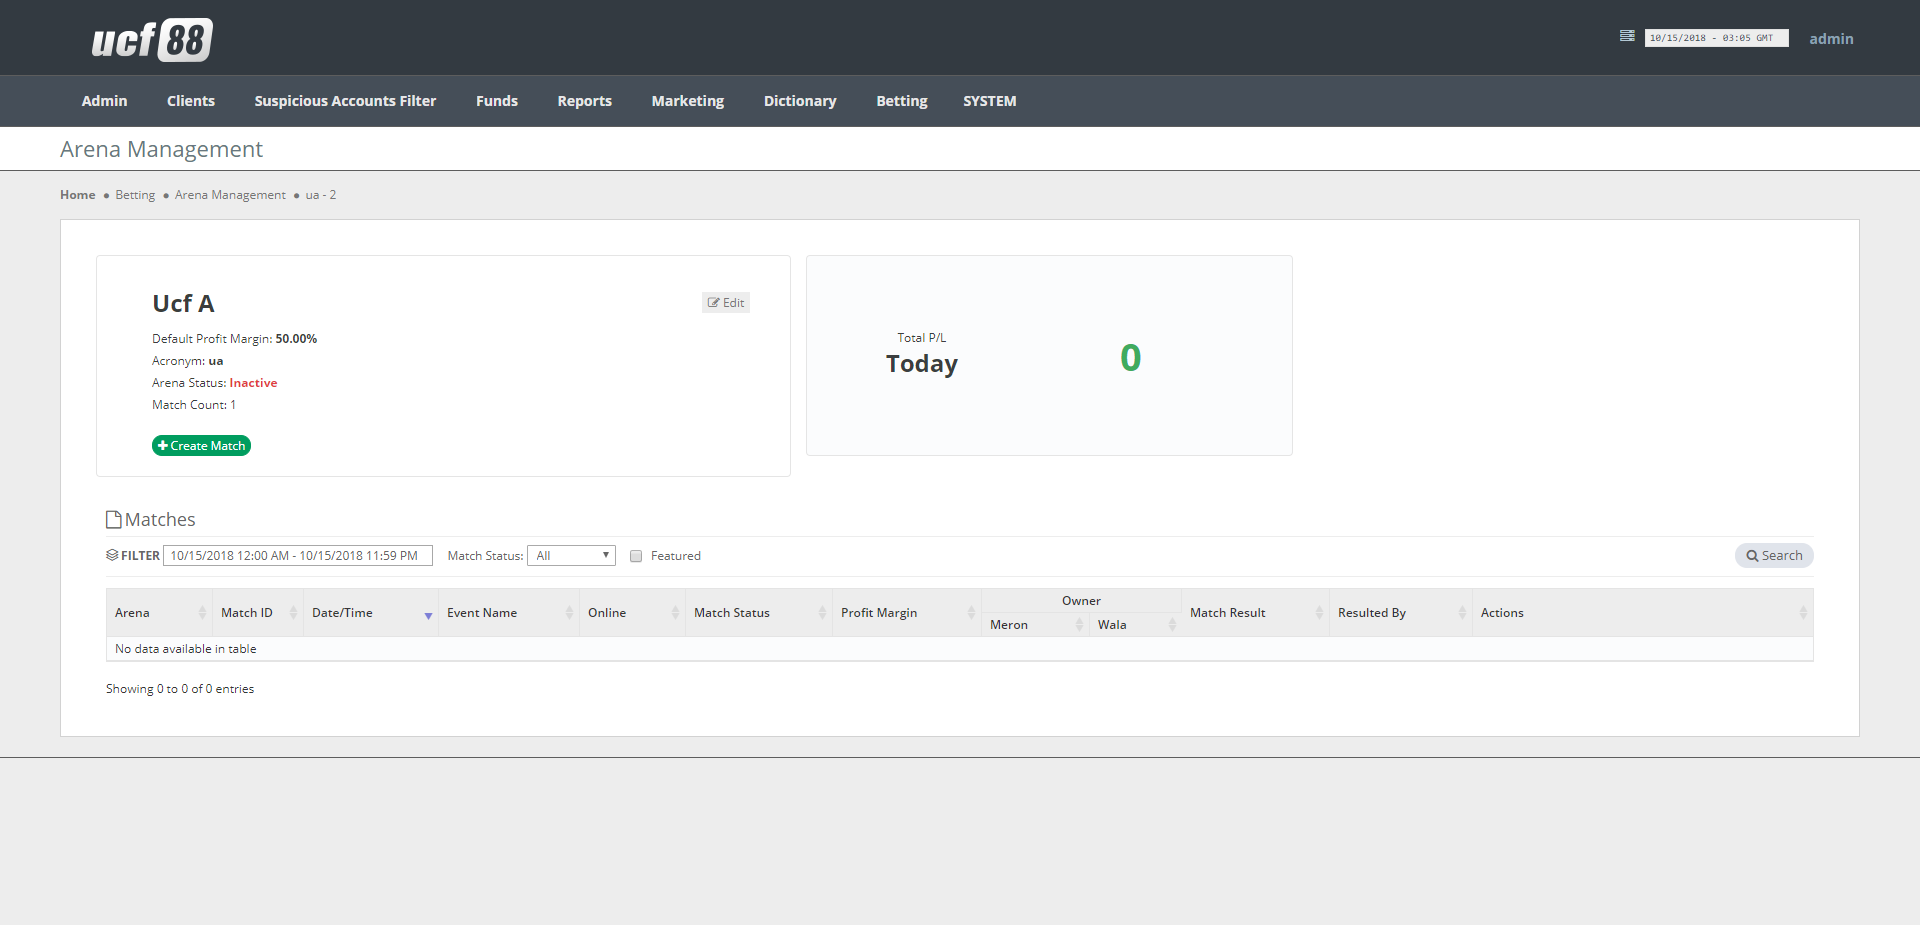 ucf88
10/15/2018 - 03:05 GMT
admin
Admin Clients Suspicious Accounts Filter Funds Reports Marketing Dictionary Betting SYSTEM
Arena Management
Home • Betting • Arena Management • ua - 2
Ucf A
Edit
Default Profit Margin: 50.00%
Acronym: ua
Arena Status: Inactive
Match Count: 1
Create Match
Total P/L
Today
0
Matches
FILTER 10/15/2018 12:00 AM - 10/15/2018 11:59 PM Match Status: All Featured Search
Owner
Arena Match ID Date/Time Event Name Online Match Status Profit Margin Meron Wala Match Result Resulted By Actions
No data available in table
Showing 0 to 0 of 0 entries